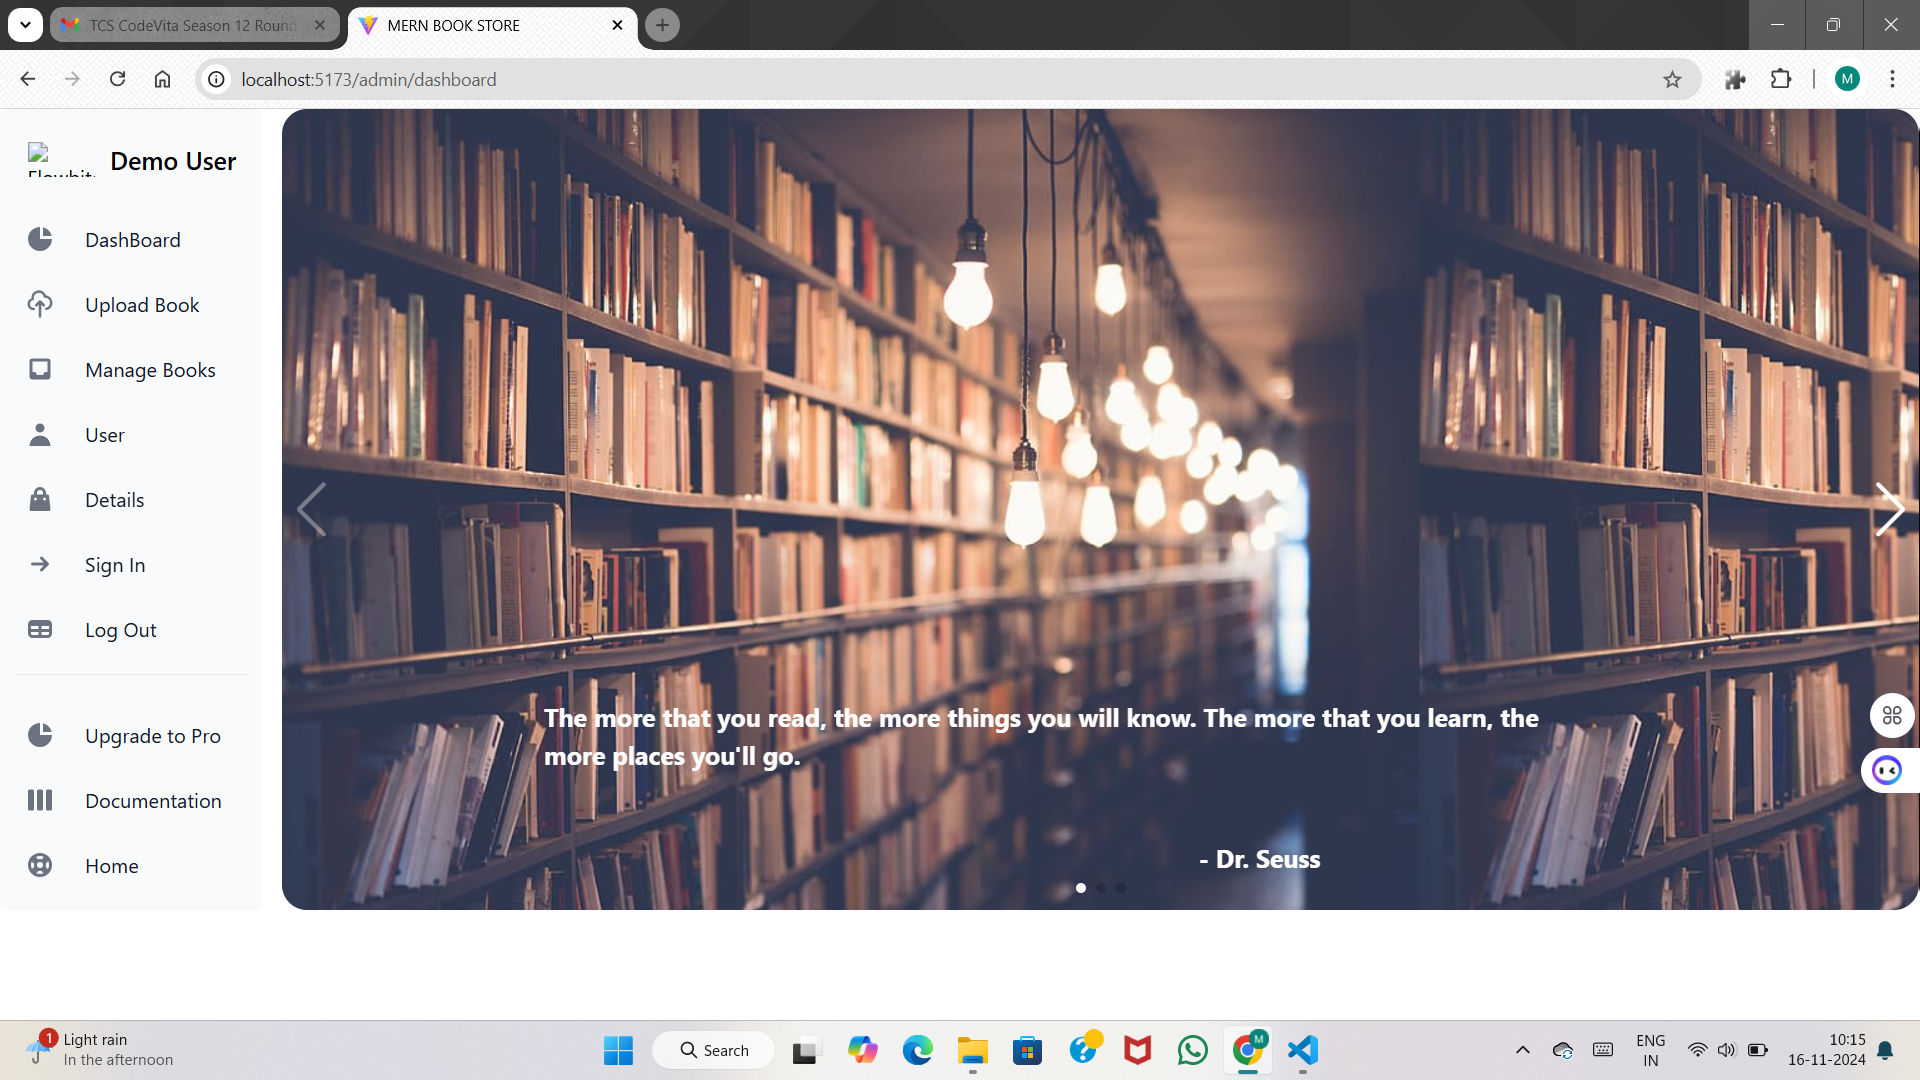 TCS CodeVita Season 12 Round
MERN BOOK STORE
localhost:5173/admin/dashboard
M
Demo User
DashBoard
Upload Book
Manage Books
User
Details
Sign In
Log Out
Upgrade to Pro
Documentation
Home
The more that you read, the more things you will know. The more that you learn, the
more places you'll go.
- Dr. Seuss
1
Light rain
In the afternoon
Search
M
ENG
IN
10:15
16-11-2024